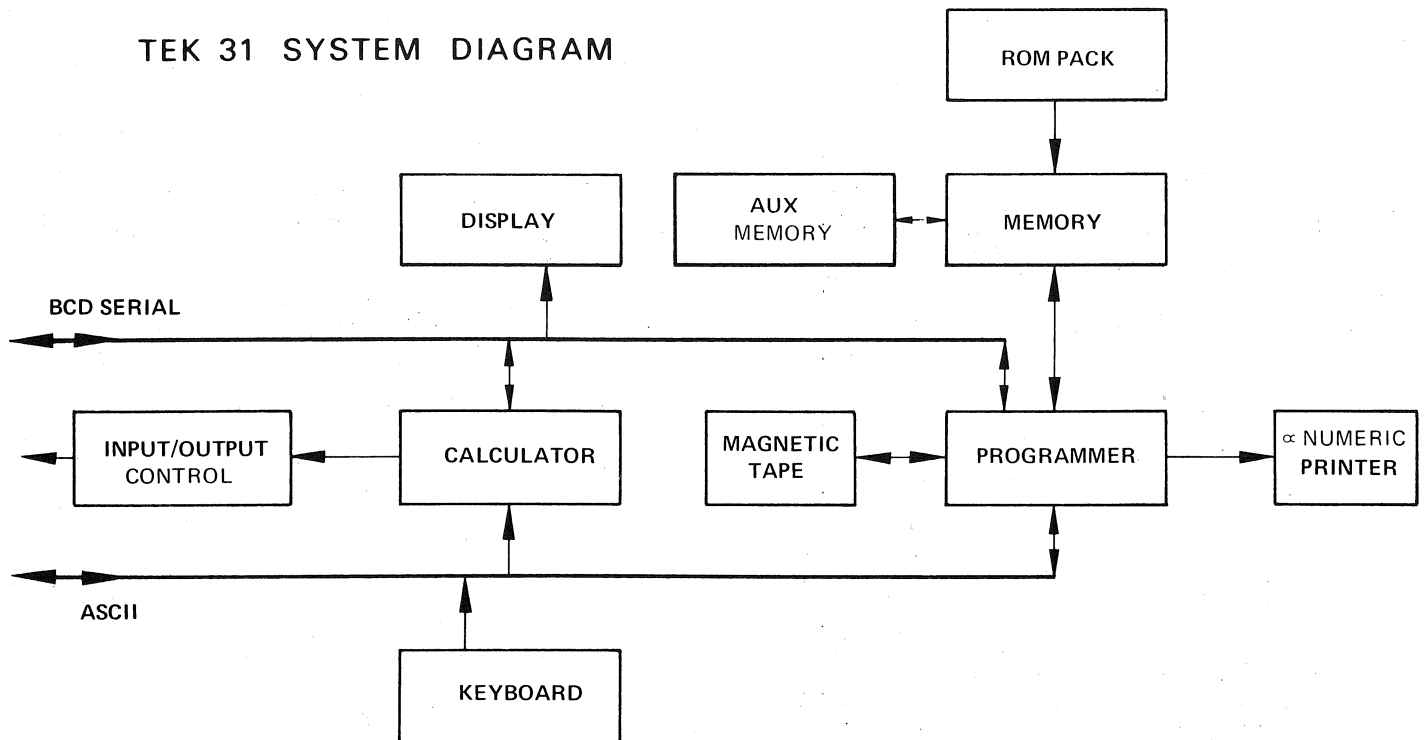 TEK 31 SYSTEM DIAGRAM
ROM PACK
DISPLAY
AUX
MEMORY
MEMORY
BCD SERIAL
INPUT/OUTPUT
CONTROL
CALCULATOR
MAGNETIC
TAPE
PROGRAMMER
∝ NUMERIC
PRINTER
ASCII
KEYBOARD